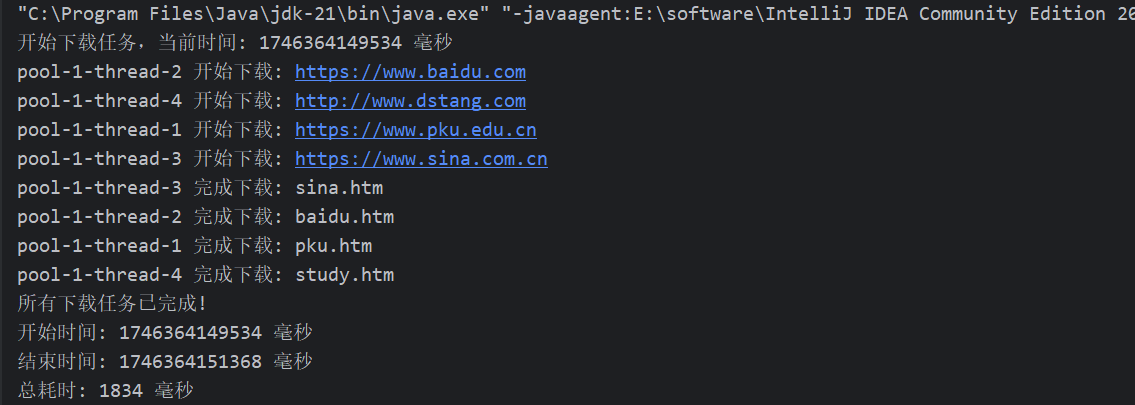 "C:\Program Files\Java\jdk-21\bin\java.exe" "-javaagent:E:\software\IntelliJ IDEA Community Edition 20
开始下载任务，当前时间: 1746364149534 毫秒
pool-1-thread-2 开始下载: https://www.baidu.com
pool-1-thread-4 开始下载: http://www.dstang.com
pool-1-thread-1 开始下载: https://www.pku.edu.cn
pool-1-thread-3 开始下载: https://www.sina.com.cn
pool-1-thread-3 完成下载: sina.htm
pool-1-thread-2 完成下载: baidu.htm
pool-1-thread-1 完成下载: pku.htm
pool-1-thread-4 完成下载: study.htm
所有下载任务已完成!
开始时间: 1746364149534 毫秒
结束时间: 1746364151368 毫秒
总耗时: 1834 毫秒